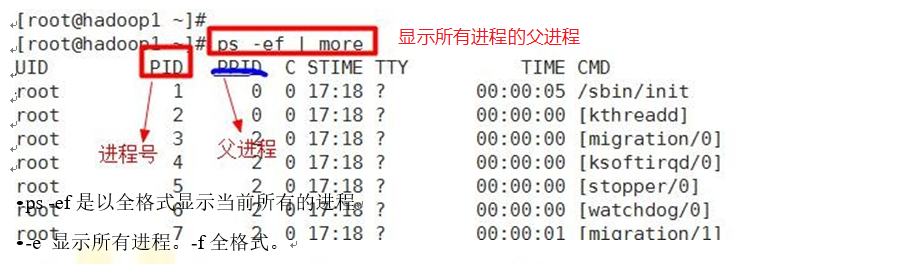 [root@hadoop1 ~]#
[root@hadoop1 ~]# ps -ef | more 显示所有进程的父进程
UID PID PPID C STIME TTY TIME CMD
root 1 0 0 17:18 ? 00:00:05 /sbin/init
root 2 0 0 17:18 ? 00:00:00 [kthreadd]
root 3 2 0 17:18 ? 00:00:00 [migration/0]
进程号 父进程
root 4 2 0 17:18 ? 00:00:00 [ksoftirqd/0]
root 5 2 0 17:18 ? 00:00:00 [stopper/0]
•ps -ef 是以全格式显示当前所有的进程。
root 6 2 0 17:18 ? 00:00:00 [watchdog/0]
root 7 2 0 17:18 ? 00:00:01 [migration/1]
•-e 显示所有进程。-f 全格式。